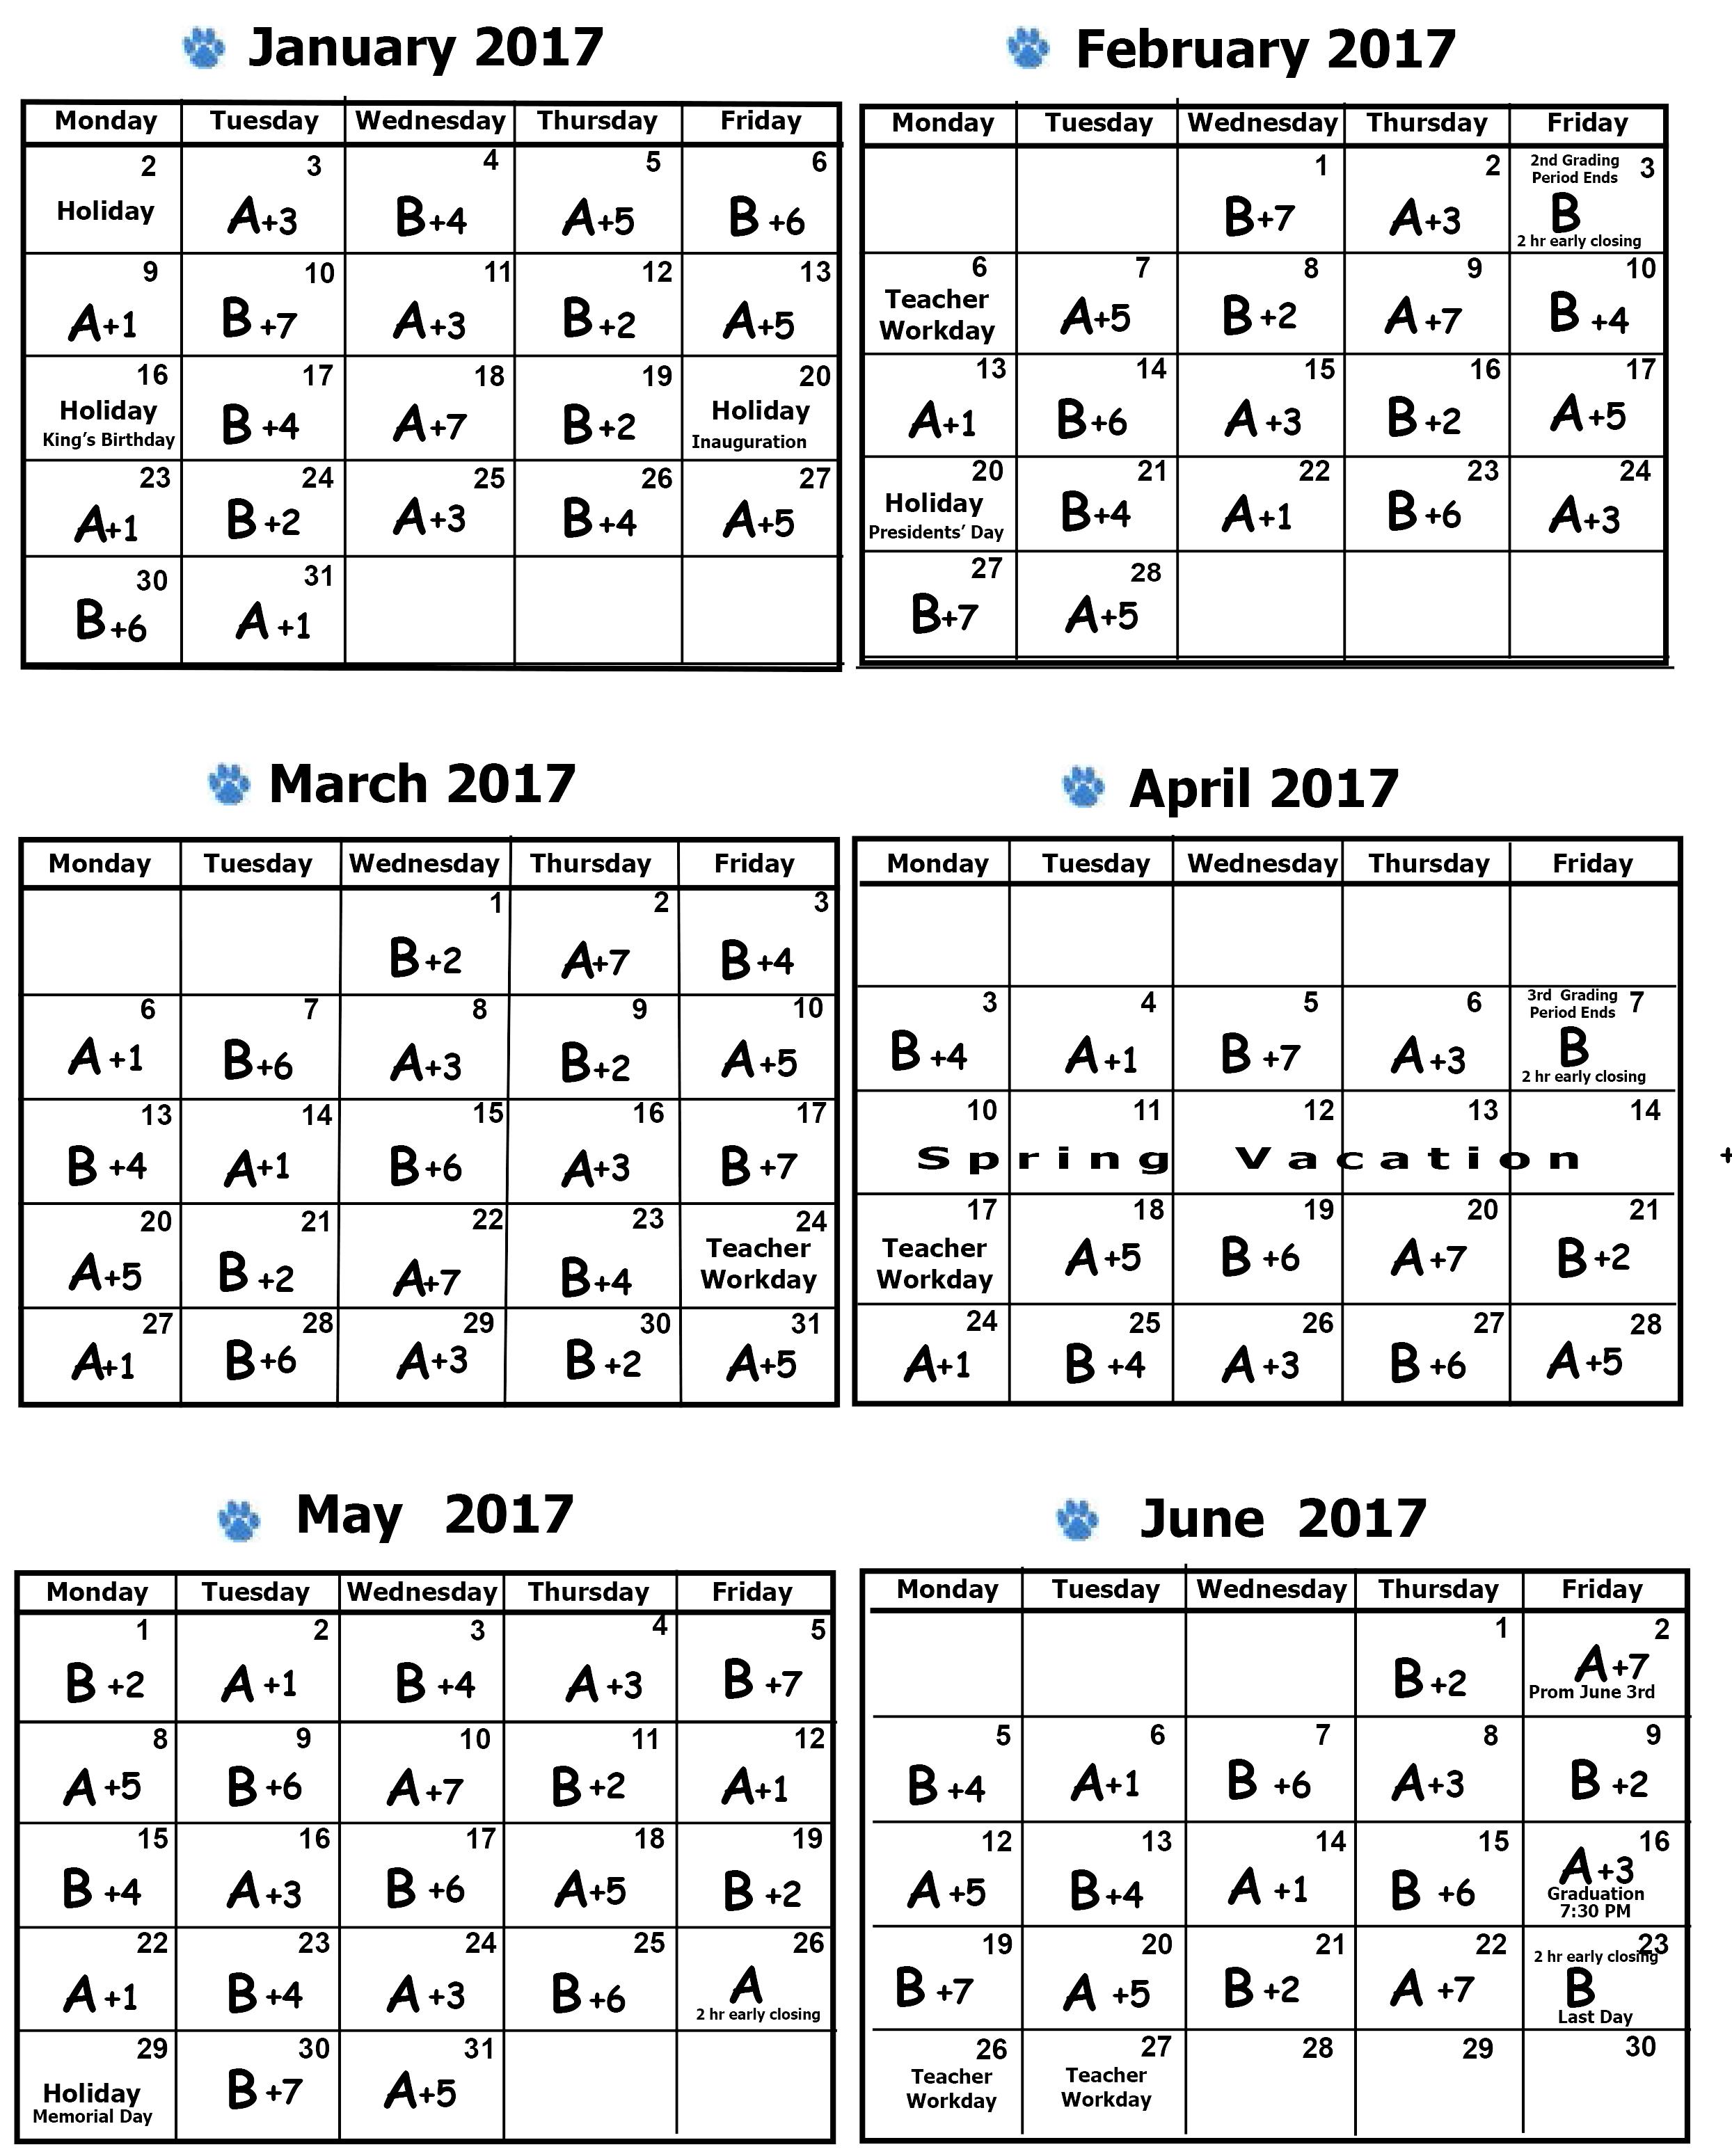 January 2017
Monday Tuesday Wednesday Thursday Friday
2 3 4 5 6
Holiday A+3 B+4 A+5 B+6
9 10 11 12 13
A+1 B+7 A+3 B+2 A+5
16 17 18 19 20
Holiday B+4 A+7 B+2 Holiday
King's Birthday Inauguration
23 24 25 26 27
A+1 B+2 A+3 B+4 A+5
30 31
B+6 A+1
February 2017
Monday Tuesday Wednesday Thursday Friday
1 2 2nd Grading 3
Period Ends
B+7 A+3 B
2 hr early closing
6 7 8 9 10
Teacher
Workday A+5 B+2 A+7 B+4
13 14 15 16 17
A+1 B+6 A+3 B+2 A+5
20 21 22 23 24
Holiday B+4 A+1 B+6 A+3
Presidents' Day
27 28
B+7 A+5
March 2017
Monday Tuesday Wednesday Thursday Friday
1 2 3
B+2 A+7 B+4
6 7 8 9 10
A+1 B+6 A+3 B+2 A+5
13 14 15 16 17
B+4 A+1 B+6 A+3 B+7
20 21 22 23 24
A+5 B+2 A+7 B+4 Teacher
Workday
27 28 29 30 31
A+1 B+6 A+3 B+2 A+5
April 2017
Monday Tuesday Wednesday Thursday Friday
3 4 5 6 3rd Grading 7
Period Ends
B+4 A+1 B+7 A+3 B
2 hr early closing
10 11 12 13 14
Spring Vacation +
17 18 19 20 21
Teacher
Workday A+5 B+6 A+7 B+2
24 25 26 27 28
A+1 B+4 A+3 B+6 A+5
May 2017
Monday Tuesday Wednesday Thursday Friday
1 2 3 4 5
B+2 A+1 B+4 A+3 B+7
8 9 10 11 12
A+5 B+6 A+7 B+2 A+1
15 16 17 18 19
B+4 A+3 B+6 A+5 B+2
22 23 24 25 26
A+1 B+4 A+3 B+6 A
2 hr early closing
29 30 31
Holiday B+7 A+5
Memorial Day
June 2017
Monday Tuesday Wednesday Thursday Friday
1 2
B+2 A+7
Prom June 3rd
5 6 7 8 9
B+4 A+1 B+6 A+3 B+2
12 13 14 15 16
A+5 B+4 A+1 B+6 A+3
Graduation
7:30 PM
19 20 21 22 23
2 hr early closing
B+7 A+5 B+2 A+7 B
Last Day
26 27 28 29 30
Teacher Teacher
Workday Workday